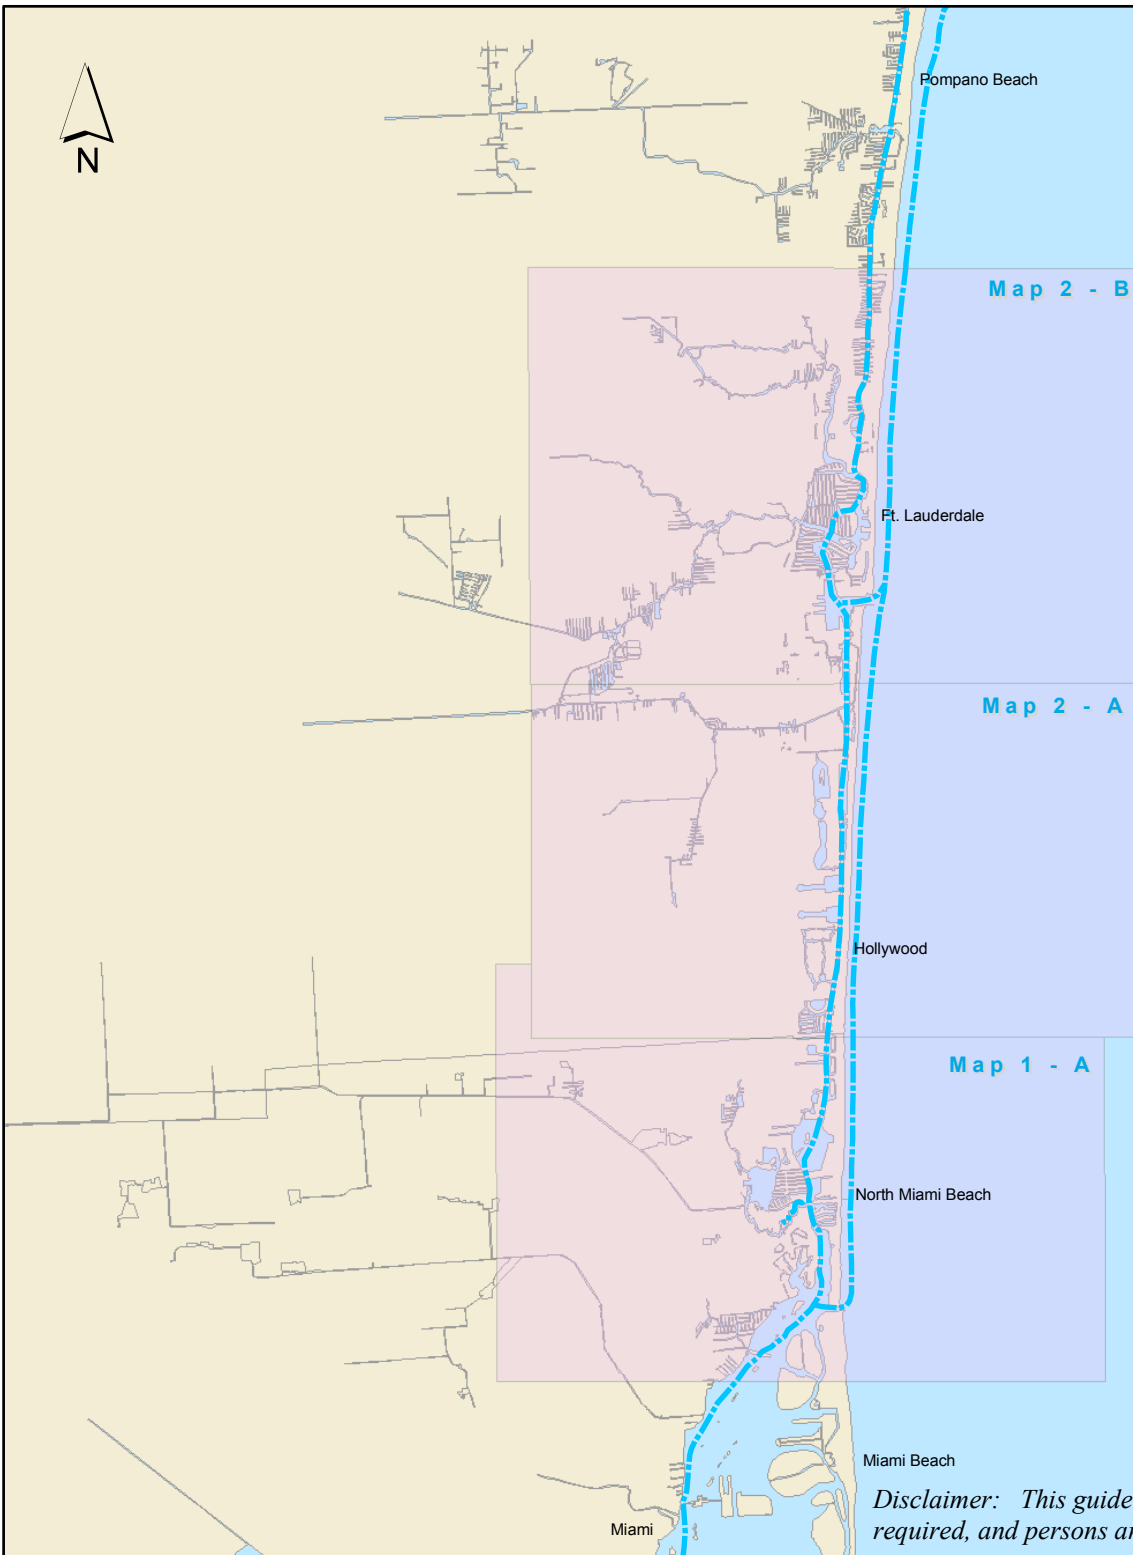 Pompano Beach
N
Map 2 - B
Ft. Lauderdale
Map 2 - A
Hollywood
Map 1 - A
North Miami Beach
Miami Beach
Disclaimer: This guide
required, and persons a
Miami